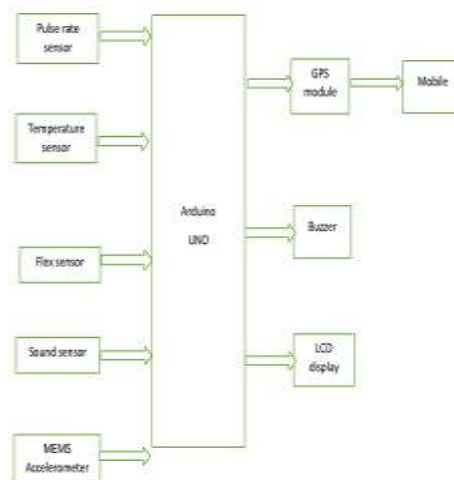 Pulse rate
sensor
Temperature
sensor
Flex sensor
Sound sensor
MEMS
Accelerometer
Arduino
UNO
GPS
module
Mobile
Buzzer
LCD
display